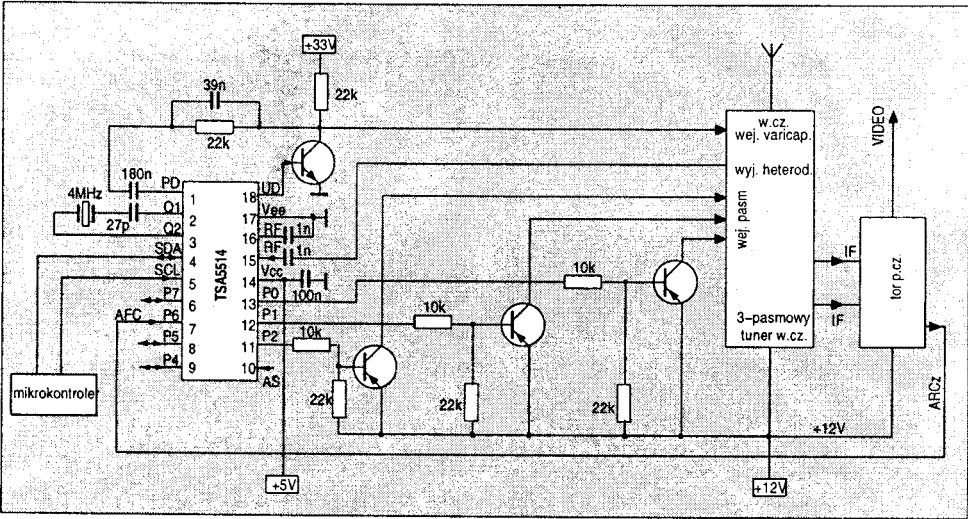 +33V
39n
22k
22k
w.cz.
wej. varicap.
wyj. heterod.
wej. pasm
3-pasmowy
tuner w.cz.
VIDEO
IF
IF
tor p.cz
ARCz
180n
4MHz
27p
PD
Q1
Q2
SDA
SCL
P7
AFC
P6
P5
P4
1
2
3
4
5
6
7
8
9
TSA5514
18
17
16
15
14
13
12
11
10
UD
Vee
RF
1n
RF
1n
Vcc
100n
P0
P1
P2
AS
10k
10k
10k
22k
22k
22k
mikrokontrole
+12V
+5V
+12V